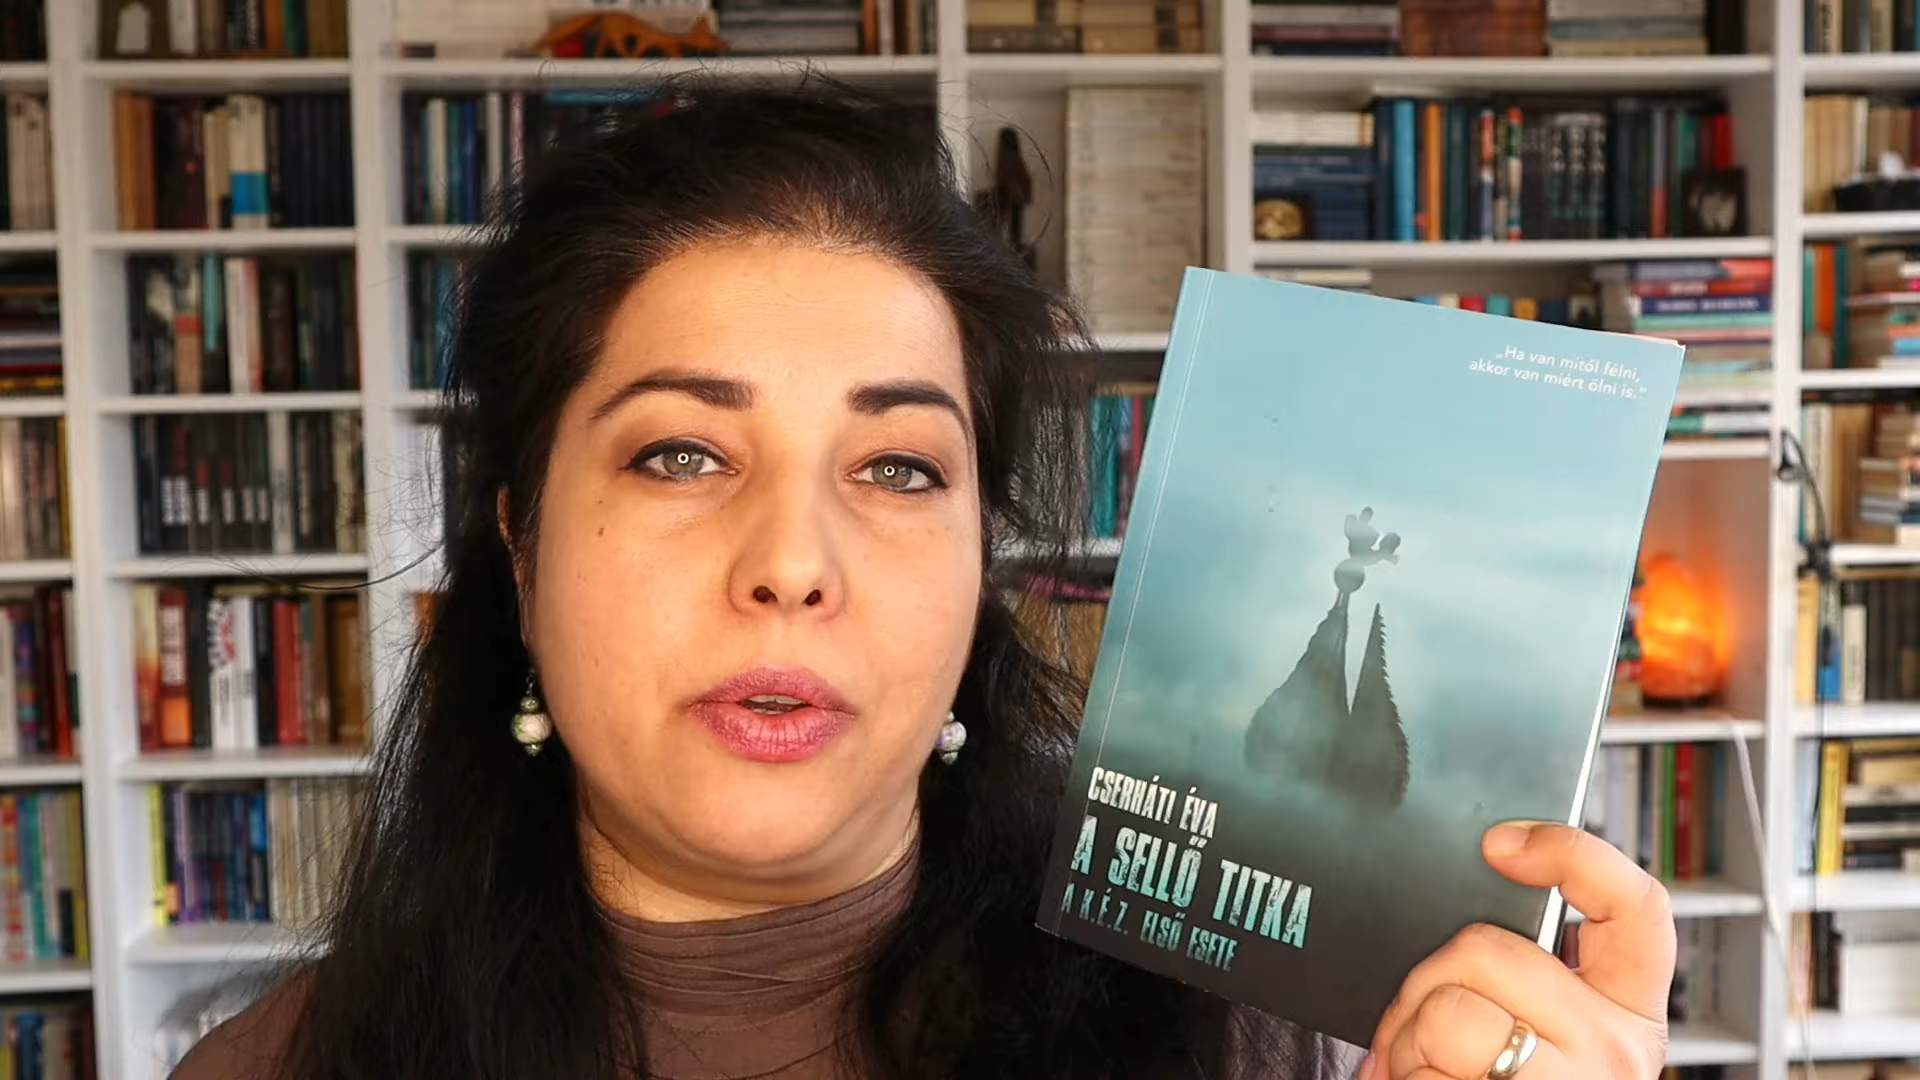 „Ha van mitől félni,
akkor van miért ölni is."
CSERHÁTI ÉVA
A SELLŐ TITKA
A K.É.Z. ELSŐ ESETE